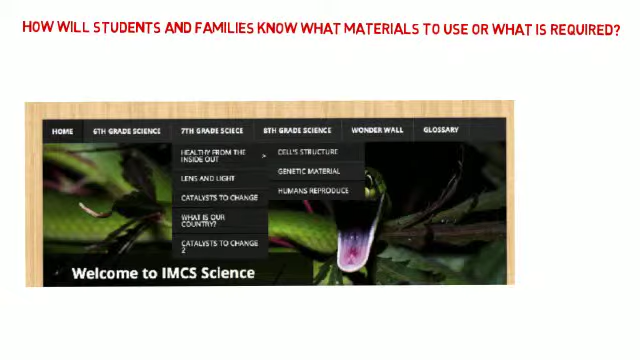 HOW WILL STUDENTS AND FAMILIES KNOW WHAT MATERIALS TO USE OR WHAT IS REQUIRED?
HOME 6TH GRADE SCIENCE 7TH GRADE SCIECE 8TH GRADE SCIENCE WONDER WALL GLOSSARY
HEALTHY FROM THE
INSIDE OUT
>
CELL'S STRUCTURE
LENS AND LIGHT
GENETIC MATERIAL
CATALYSTS TO CHANGE
HUMANS REPRODUCE
WHAT IS OUR
COUNTRY?
CATALYSTS TO CHANGE
2
Welcome to IMCS Science